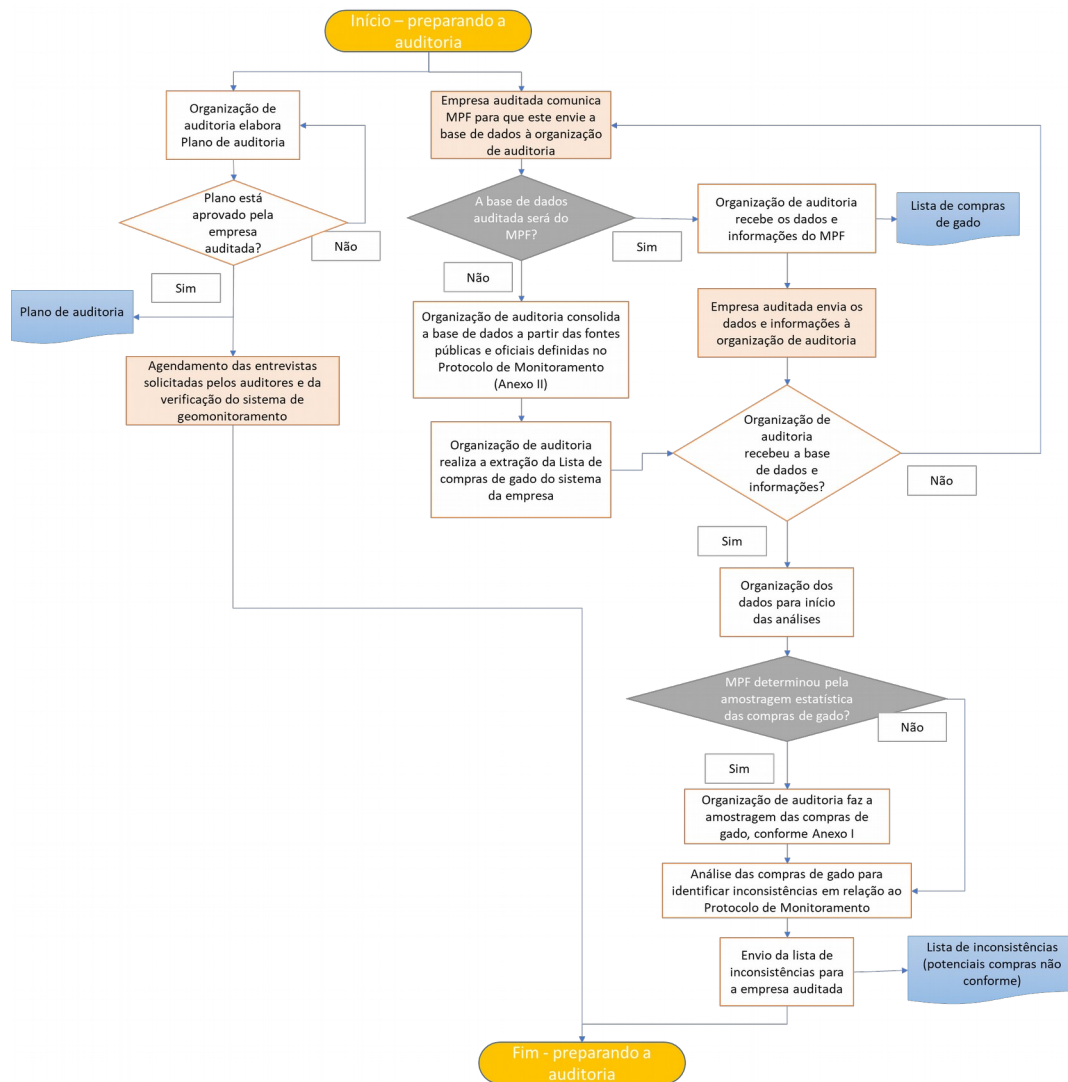 Início – preparando a
auditoria
Organização de
auditoria elabora
Plano de auditoria
Empresa auditada comunica
MPF para que este envie a
base de dados à organização
de auditoria
Plano está
aprovado pela
empresa
auditada?
Não
Sim
Plano de auditoria
Agendamento das entrevistas
solicitadas pelos auditores e da
verificação do sistema de
geomonitoramento
A base de dados
auditada será do
MPF?
Sim
Não
Organização de auditoria
recebe os dados e
informações do MPF
Lista de compras
de gado
Organização de auditoria consolida
a base de dados a partir das fontes
públicas e oficiais definidas no
Protocolo de Monitoramento
(Anexo II)
Empresa auditada envia os
dados e informações à
organização de auditoria
Organização de auditoria
realiza a extração da Lista de
compras de gado do sistema
da empresa
Organização de
auditoria
recebeu a base
de dados e
informações?
Não
Sim
Organização dos
dados para início
das análises
MPF determinou pela
amostragem estatística
das compras de gado?
Não
Sim
Organização de auditoria faz a
amostragem das compras de
gado, conforme Anexo I
Análise das compras de gado para
identificar inconsistências em relação ao
Protocolo de Monitoramento
Envio da lista de
inconsistências para
a empresa auditada
Lista de inconsistências
(potenciais compras não
conforme)
Fim - preparando a
auditoria